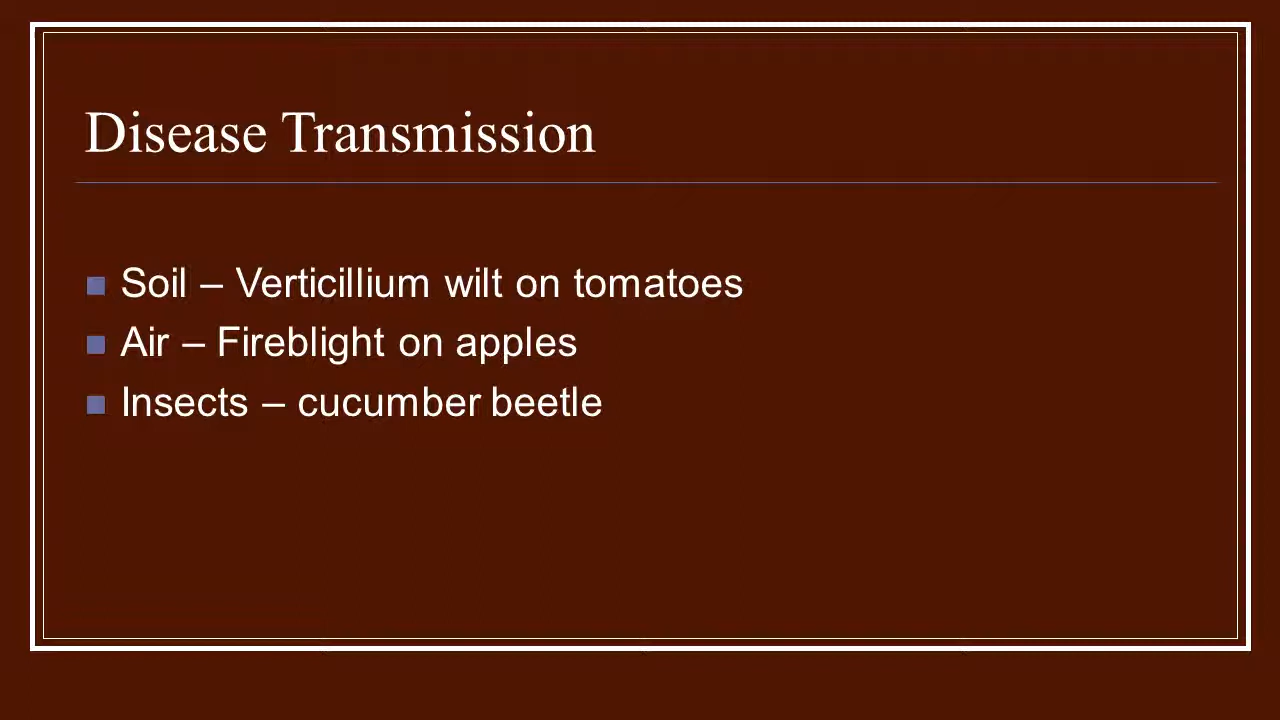 Disease Transmission
Soil – Verticillium wilt on tomatoes
Air – Fireblight on apples
Insects – cucumber beetle